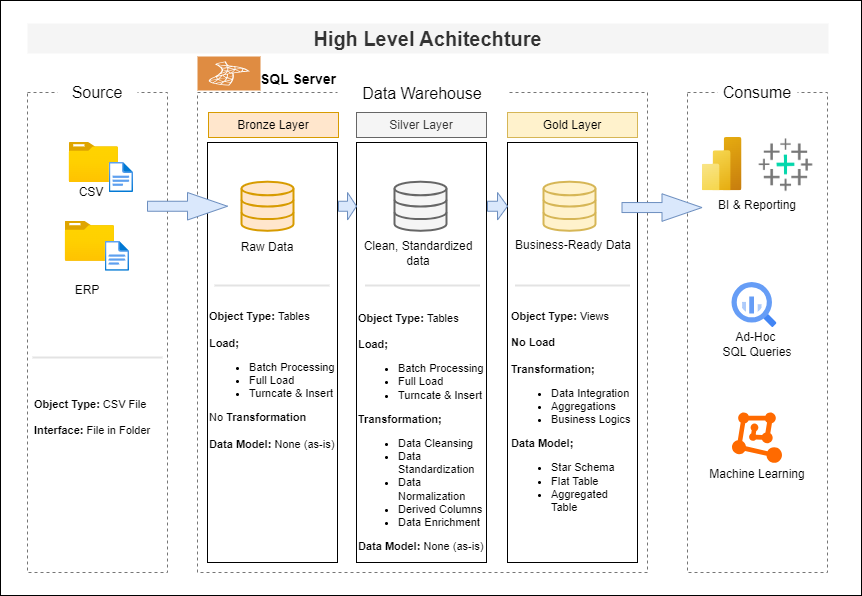 High Level Achitechture
Source
CSV
ERP
Object Type: CSV File
Interface: File in Folder
SQL Server
Data Warehouse
Bronze Layer
Raw Data
Object Type: Tables
Load;
• Batch Processing
• Full Load
• Turncate & Insert
No Transformation
Data Model: None (as-is)
Silver Layer
Clean, Standardized
data
Object Type: Tables
Load;
• Batch Processing
• Full Load
• Turncate & Insert
Transformation;
• Data Cleansing
• Data
Standardization
• Data
Normalization
• Derived Columns
• Data Enrichment
Data Model: None (as-is)
Gold Layer
Business-Ready Data
Object Type: Views
No Load
Transformation;
• Data Integration
• Aggregations
• Business Logics
Data Model;
• Star Schema
• Flat Table
• Aggregated
Table
Consume
BI & Reporting
Ad-Hoc
SQL Queries
Machine Learning